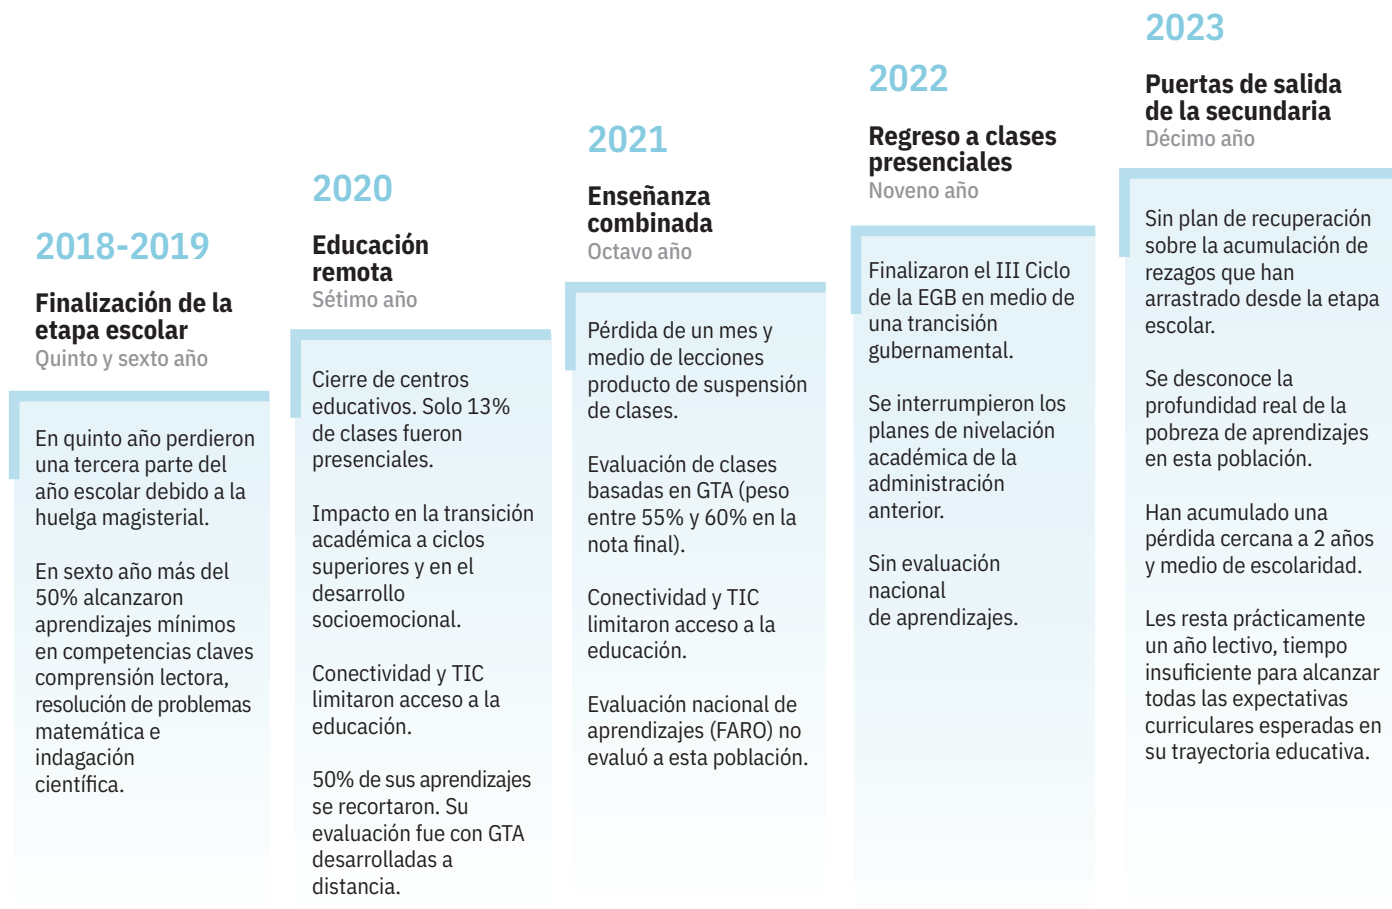 2018-2019
Finalización de la
etapa escolar
Quinto y sexto año
En quinto año perdieron
una tercera parte del
año escolar debido a la
huelga magisterial.
En sexto año más del
50% alcanzaron
aprendizajes mínimos
en competencias claves
comprensión lectora,
resolución de problemas
matemática e
indagación
científica.
2020
Educación
remota
Sétimo año
Cierre de centros
educativos. Solo 13%
de clases fueron
presenciales.
Impacto en la transición
académica a ciclos
superiores y en el
desarrollo
socioemocional.
Conectividad y TIC
limitaron acceso a la
educación.
50% de sus aprendizajes
se recortaron. Su
evaluación fue con GTA
desarrolladas a
distancia.
2021
Enseñanza
combinada
Octavo año
Pérdida de un mes y
medio de lecciones
producto de suspensión
de clases.
Evaluación de clases
basadas en GTA (peso
entre 55% y 60% en la
nota final).
Conectividad y TIC
limitaron acceso a la
educación.
Evaluación nacional de
aprendizajes (FARO) no
evaluó a esta población.
2022
Regreso a clases
presenciales
Noveno año
Finalizaron el III Ciclo
de la EGB en medio de
una trancisión
gubernamental.
Se interrumpieron los
planes de nivelación
académica de la
administración
anterior.
Sin evaluación
nacional
de aprendizajes.
2023
Puertas de salida
de la secundaria
Décimo año
Sin plan de recuperación
sobre la acumulación de
rezagos que han
arrastrado desde la etapa
escolar.
Se desconoce la
profundidad real de la
pobreza de aprendizajes
en esta población.
Han acumulado una
pérdida cercana a 2 años
y medio de escolaridad.
Les resta prácticamente
un año lectivo, tiempo
insuficiente para alcanzar
todas las expectativas
curriculares esperadas en
su trayectoria educativa.